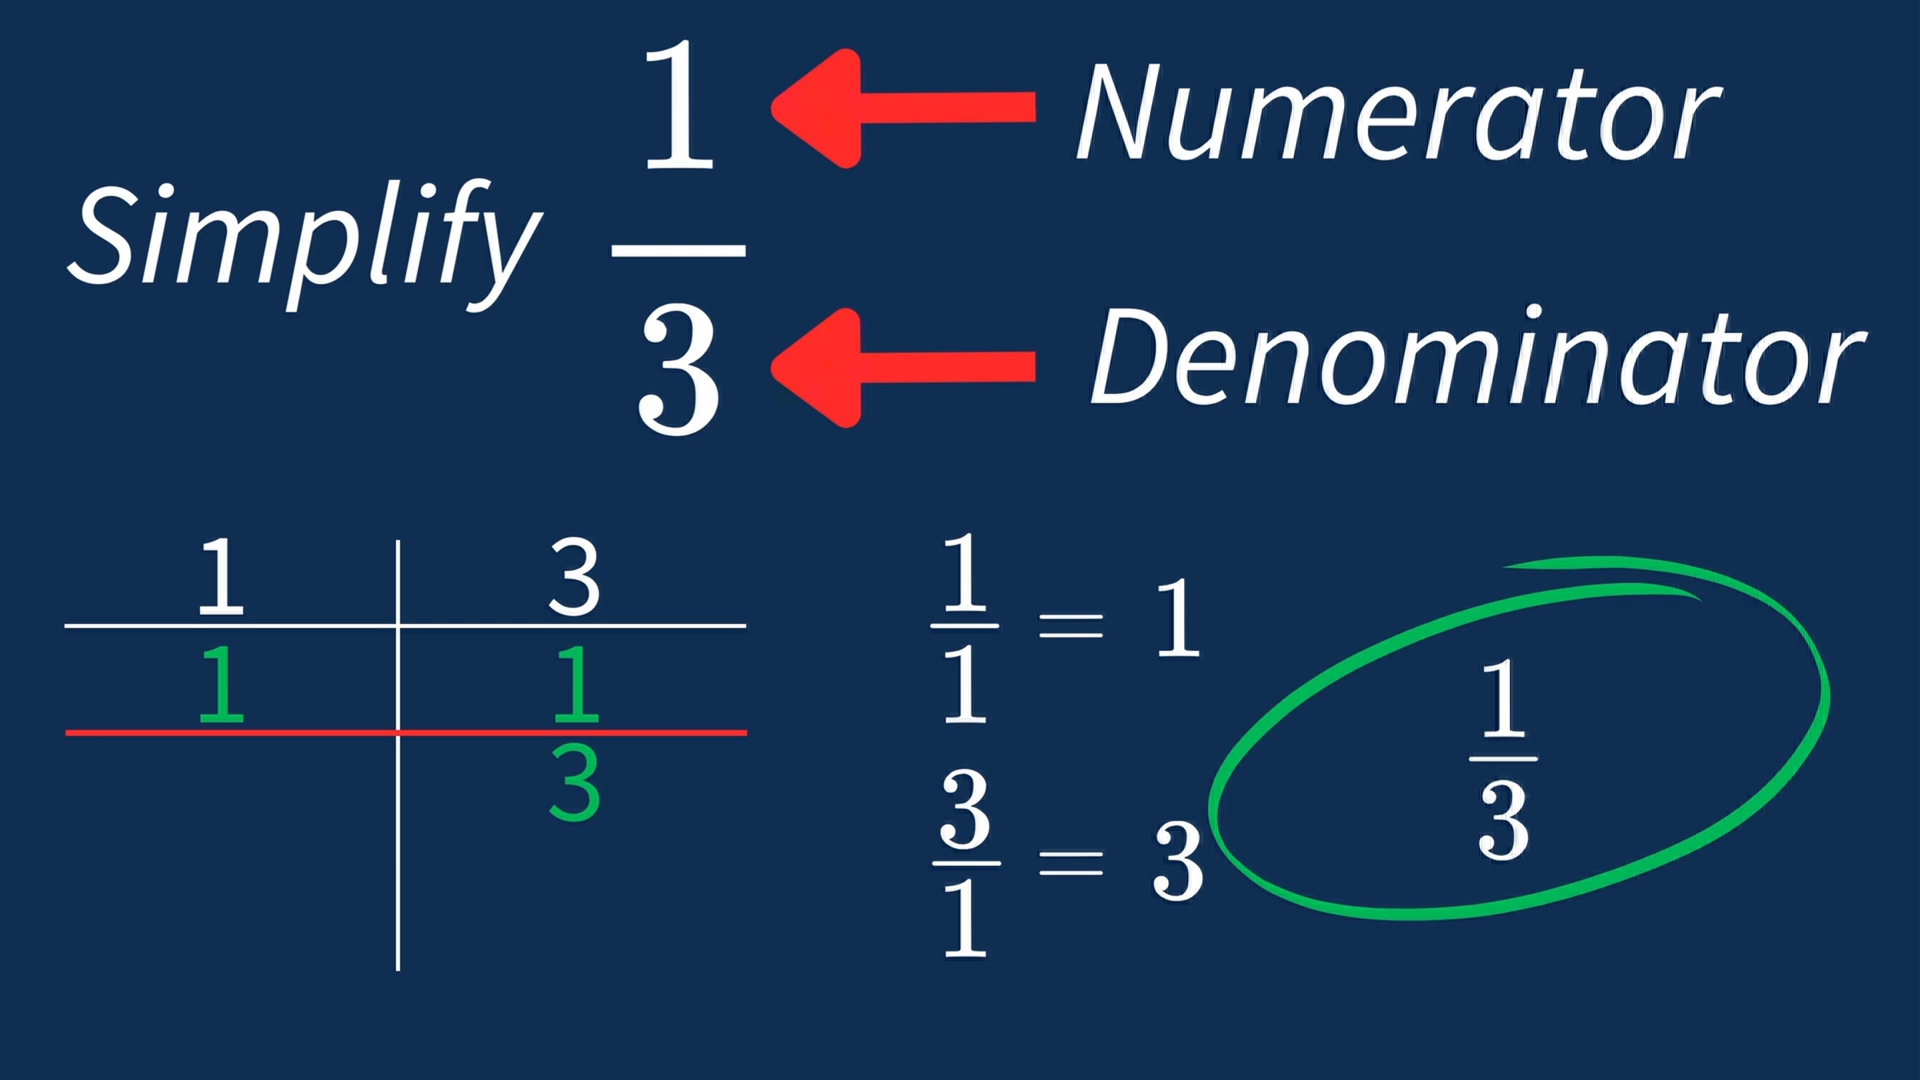 Simplify 1/3
Numerator
Denominator
1 3
1 1
3
1/1 = 1
3/1 = 3
1/3